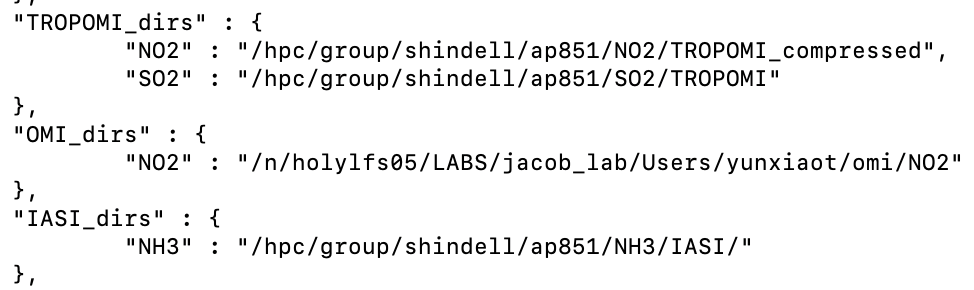 "TROPOMI_dirs" : {
        "NO2" : "/hpc/group/shindell/ap851/NO2/TROPOMI_compressed",
        "SO2" : "/hpc/group/shindell/ap851/SO2/TROPOMI"
},
"OMI_dirs" : {
        "NO2" : "/n/holylfs05/LABS/jacob_lab/Users/yunxiaot/omi/NO2"
},
"IASI_dirs" : {
        "NH3" : "/hpc/group/shindell/ap851/NH3/IASI/"
},